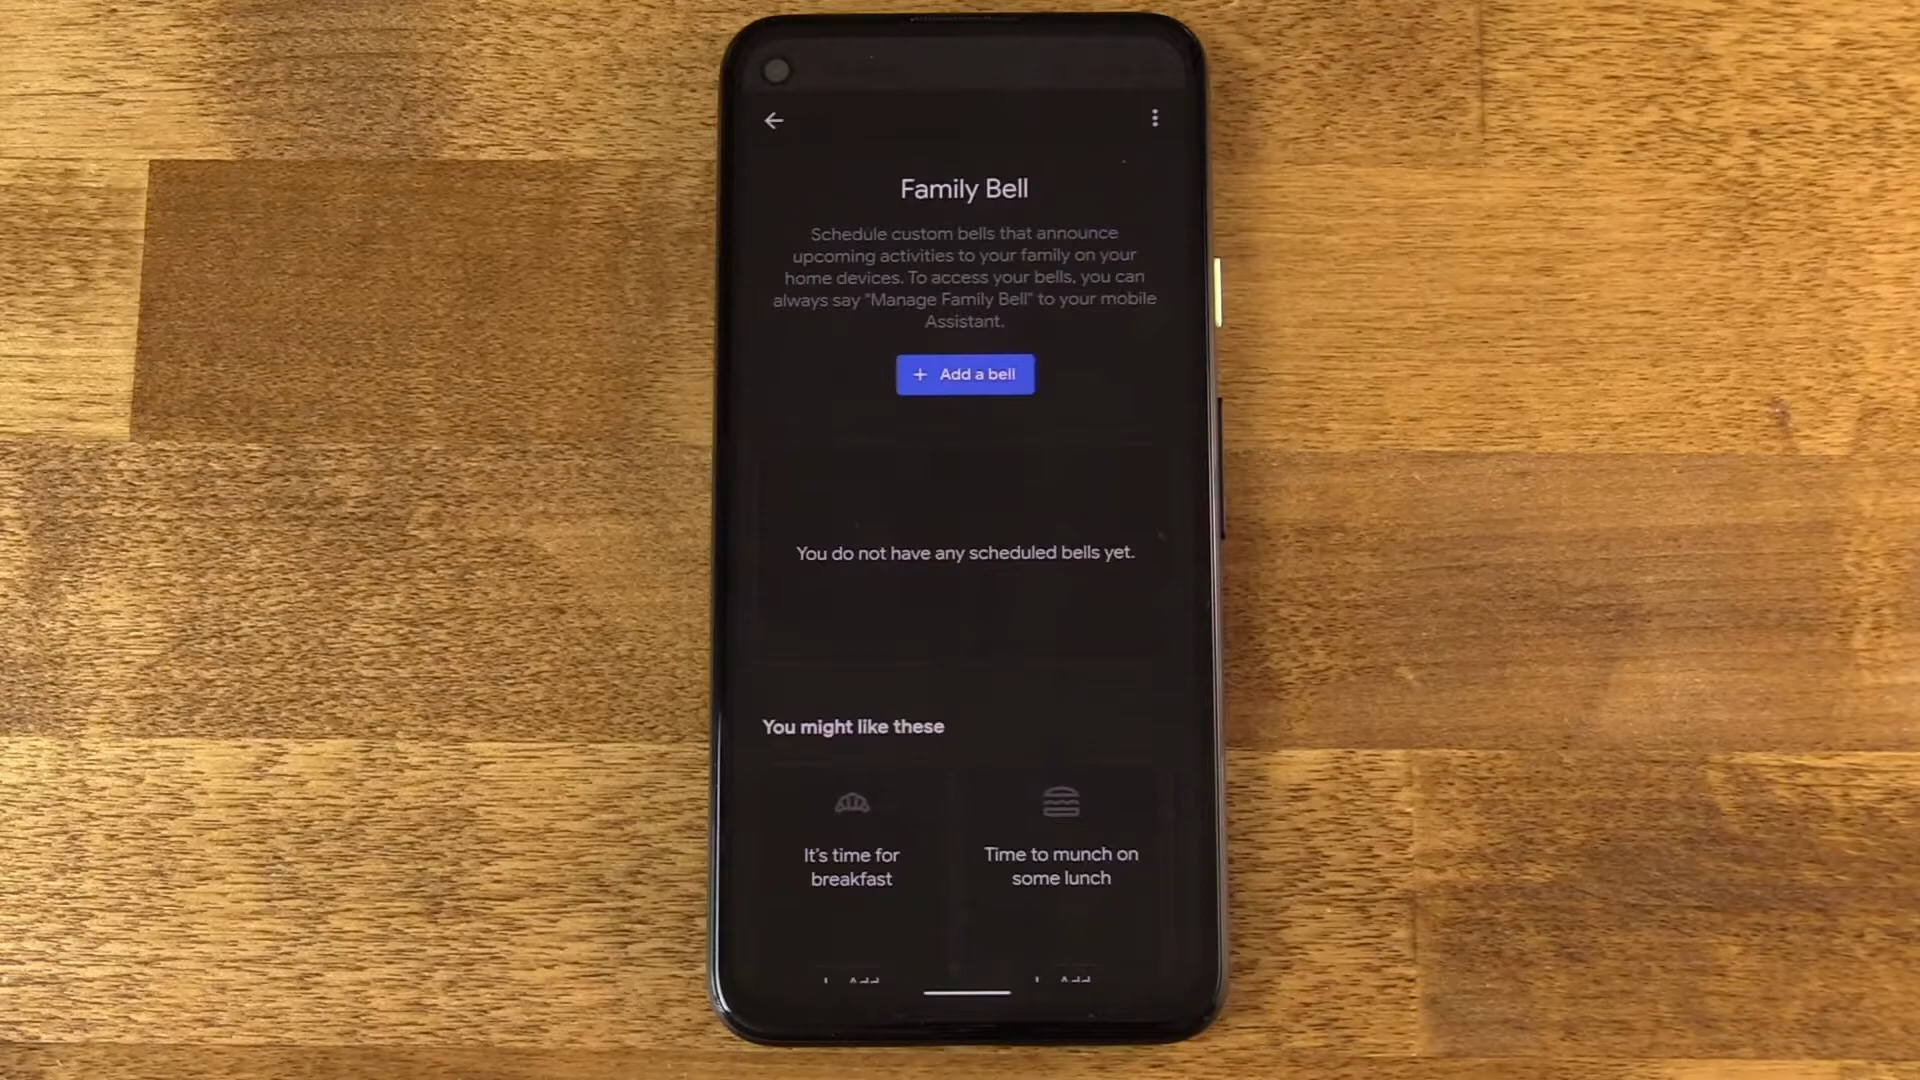 Family Bell
Schedule custom bells that announce
upcoming activities to your family on your
home devices. To access your bells, you can
always say "Manage Family Bell" to your mobile
Assistant.
+ Add a bell
You do not have any scheduled bells yet.
You might like these
It's time for
breakfast
Time to munch on
some lunch
Add
Add